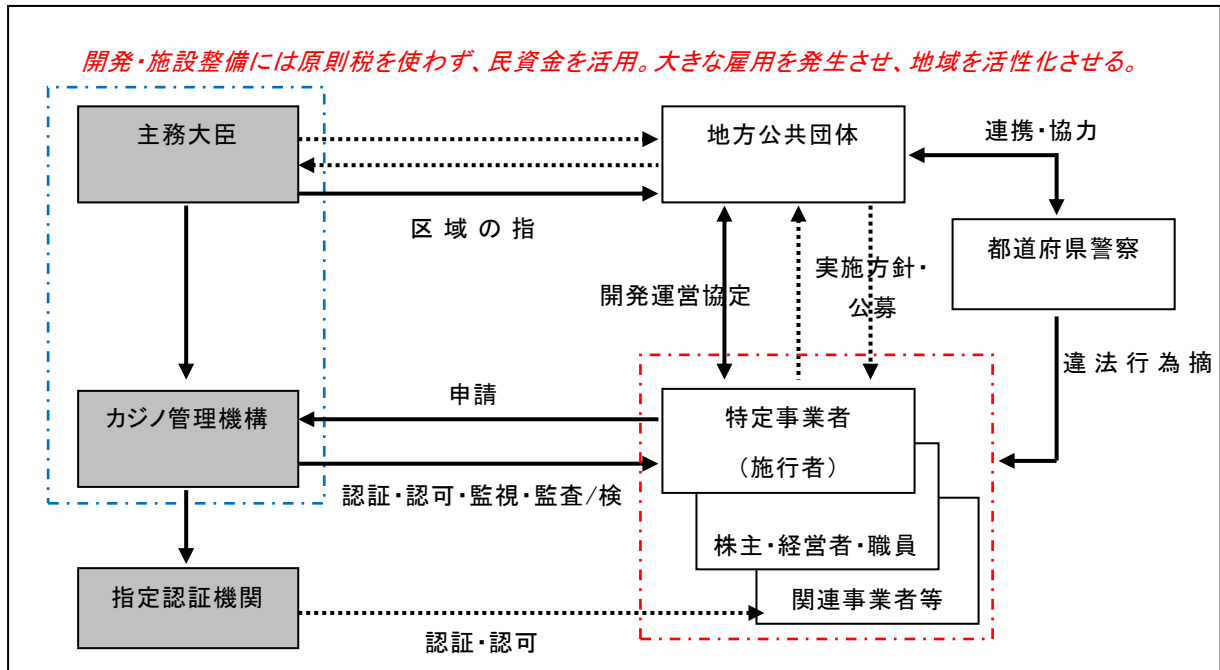 開発・施設整備には原則税を使わず、民資金を活用。大きな雇用を発生させ、地域を活性化させる。
主務大臣
地方公共団体
連携・協力
区域の指
都道府県警察
実施方針・
公募
開発運営協定
違法行為摘
カジノ管理機構
申請
特定事業者
（施行者）
認証・認可・監視・監査/検
株主・経営者・職員
指定認証機関
関連事業者等
認証・認可